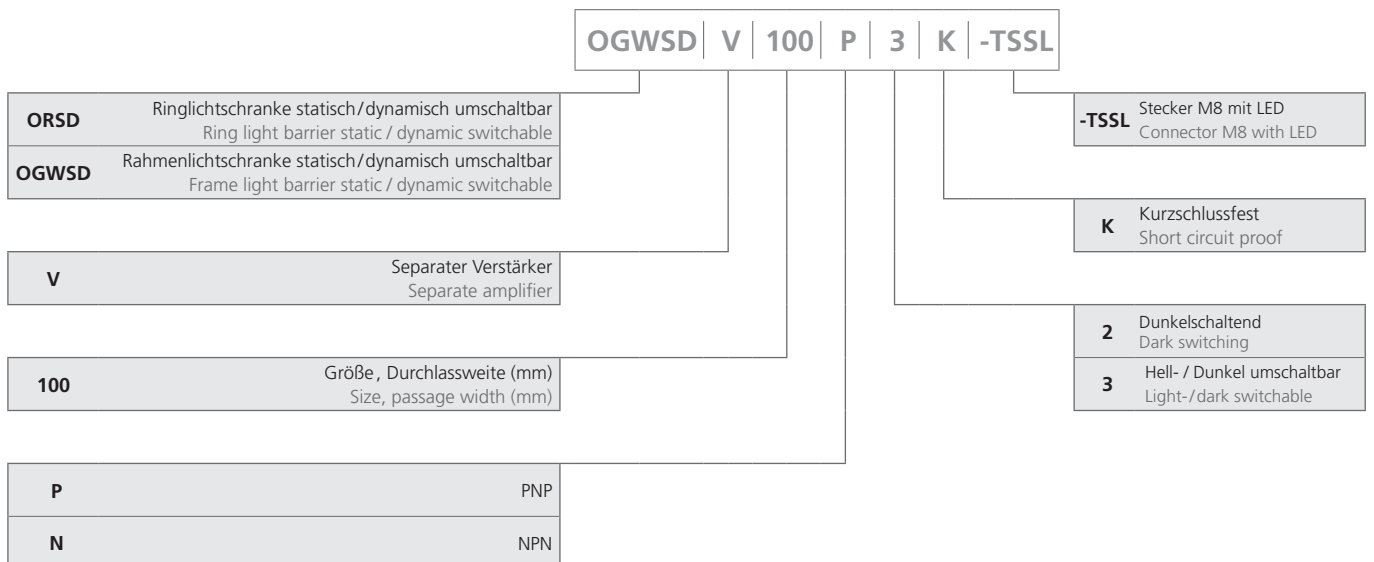 OGWSD V 100 P 3 K -TSSL
ORSD
Ringlichtschranke statisch/dynamisch umschaltbar
Ring light barrier static / dynamic switchable
OGWSD
Rahmenlichtschranke statisch/dynamisch umschaltbar
Frame light barrier static / dynamic switchable
V
Separater Verstärker
Separate amplifier
100
Größe, Durchlassweite (mm)
Size, passage width (mm)
P
PNP
N
NPN
-TSSL
Stecker M8 mit LED
Connector M8 with LED
K
Kurzschlussfest
Short circuit proof
2
Dunkelschaltend
Dark switching
3
Hell- / Dunkel umschaltbar
Light-/dark switchable